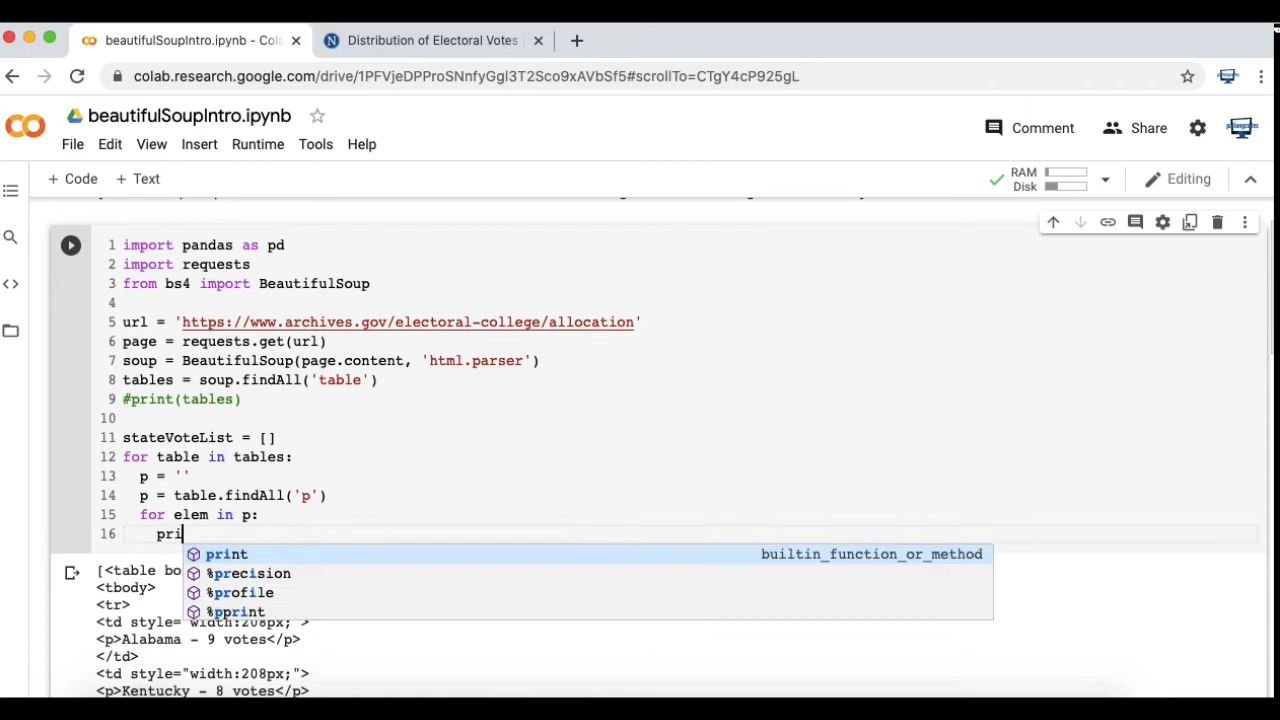 beautifulSoupIntro.ipynb - Cola
Distribution of Electoral Votes
colab.research.google.com/drive/1PFVjeDPProSNnfyGgI3T2Sco9xAVbSf5#scrollTo=CTgY4cP925gL
beautifulSoupIntro.ipynb
Comment
Share
File Edit View Insert Runtime Tools Help
+ Code + Text
RAM
Disk
Editing
1 import pandas as pd
2 import requests
3 from bs4 import BeautifulSoup
4
5 url = 'https://www.archives.gov/electoral-college/allocation'
6 page = requests.get(url)
7 soup = BeautifulSoup(page.content, 'html.parser')
8 tables = soup.findAll('table')
9 #print(tables)
10
11 stateVoteList = []
12 for table in tables:
13 p = ''
14 p = table.findAll('p')
15 for elem in p:
16 pri
print builtin_function_or_method
%precision
%profile
%pprint
[<table bo
<tbody>
<tr>
<td style="width:208px;">
<p>Alabama - 9 votes</p>
</td>
<td style="width:208px;">
<p>Kentucky - 8 votes</p>